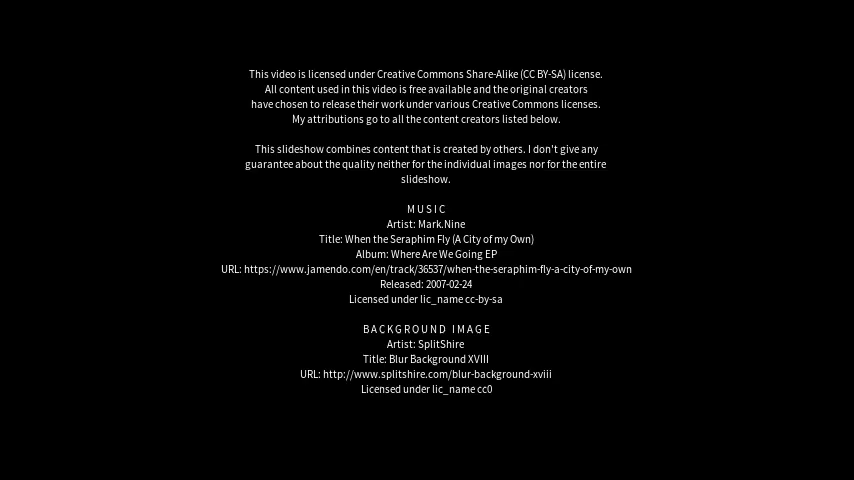 This video is licensed under Creative Commons Share-Alike (CC BY-SA) license.
All content used in this video is free available and the original creators
have chosen to release their work under various Creative Commons licenses.
My attributions go to all the content creators listed below.
This slideshow combines content that is created by others. I don't give any
guarantee about the quality neither for the individual images nor for the entire
slideshow.
MUSIC
Artist: Mark.Nine
Title: When the Seraphim Fly (A City of my Own)
Album: Where Are We Going EP
URL: https://www.jamendo.com/en/track/36537/when-the-seraphim-fly-a-city-of-my-own
Released: 2007-02-24
Licensed under lic_name cc-by-sa
BACKGROUND IMAGE
Artist: SplitShire
Title: Blur Background XVIII
URL: http://www.splitshire.com/blur-background-xviii
Licensed under lic_name cc0